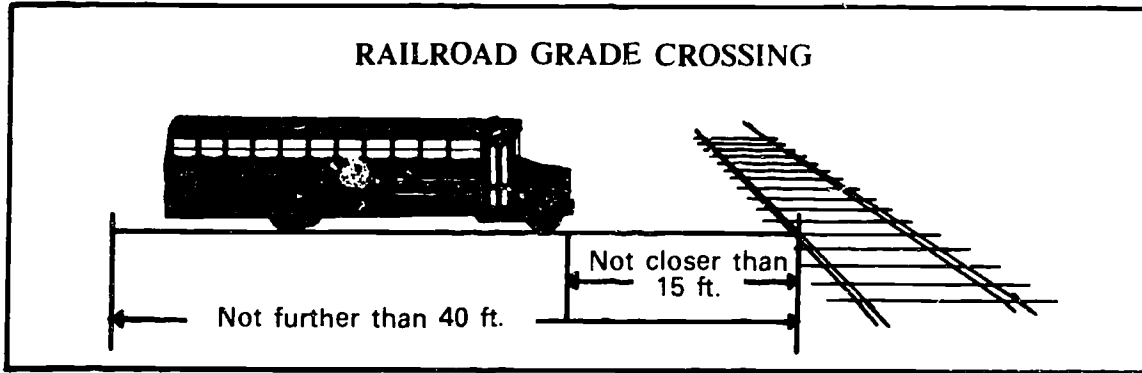 RAILROAD GRADE CROSSING
Not closer than
15 ft.
Not further than 40 ft.